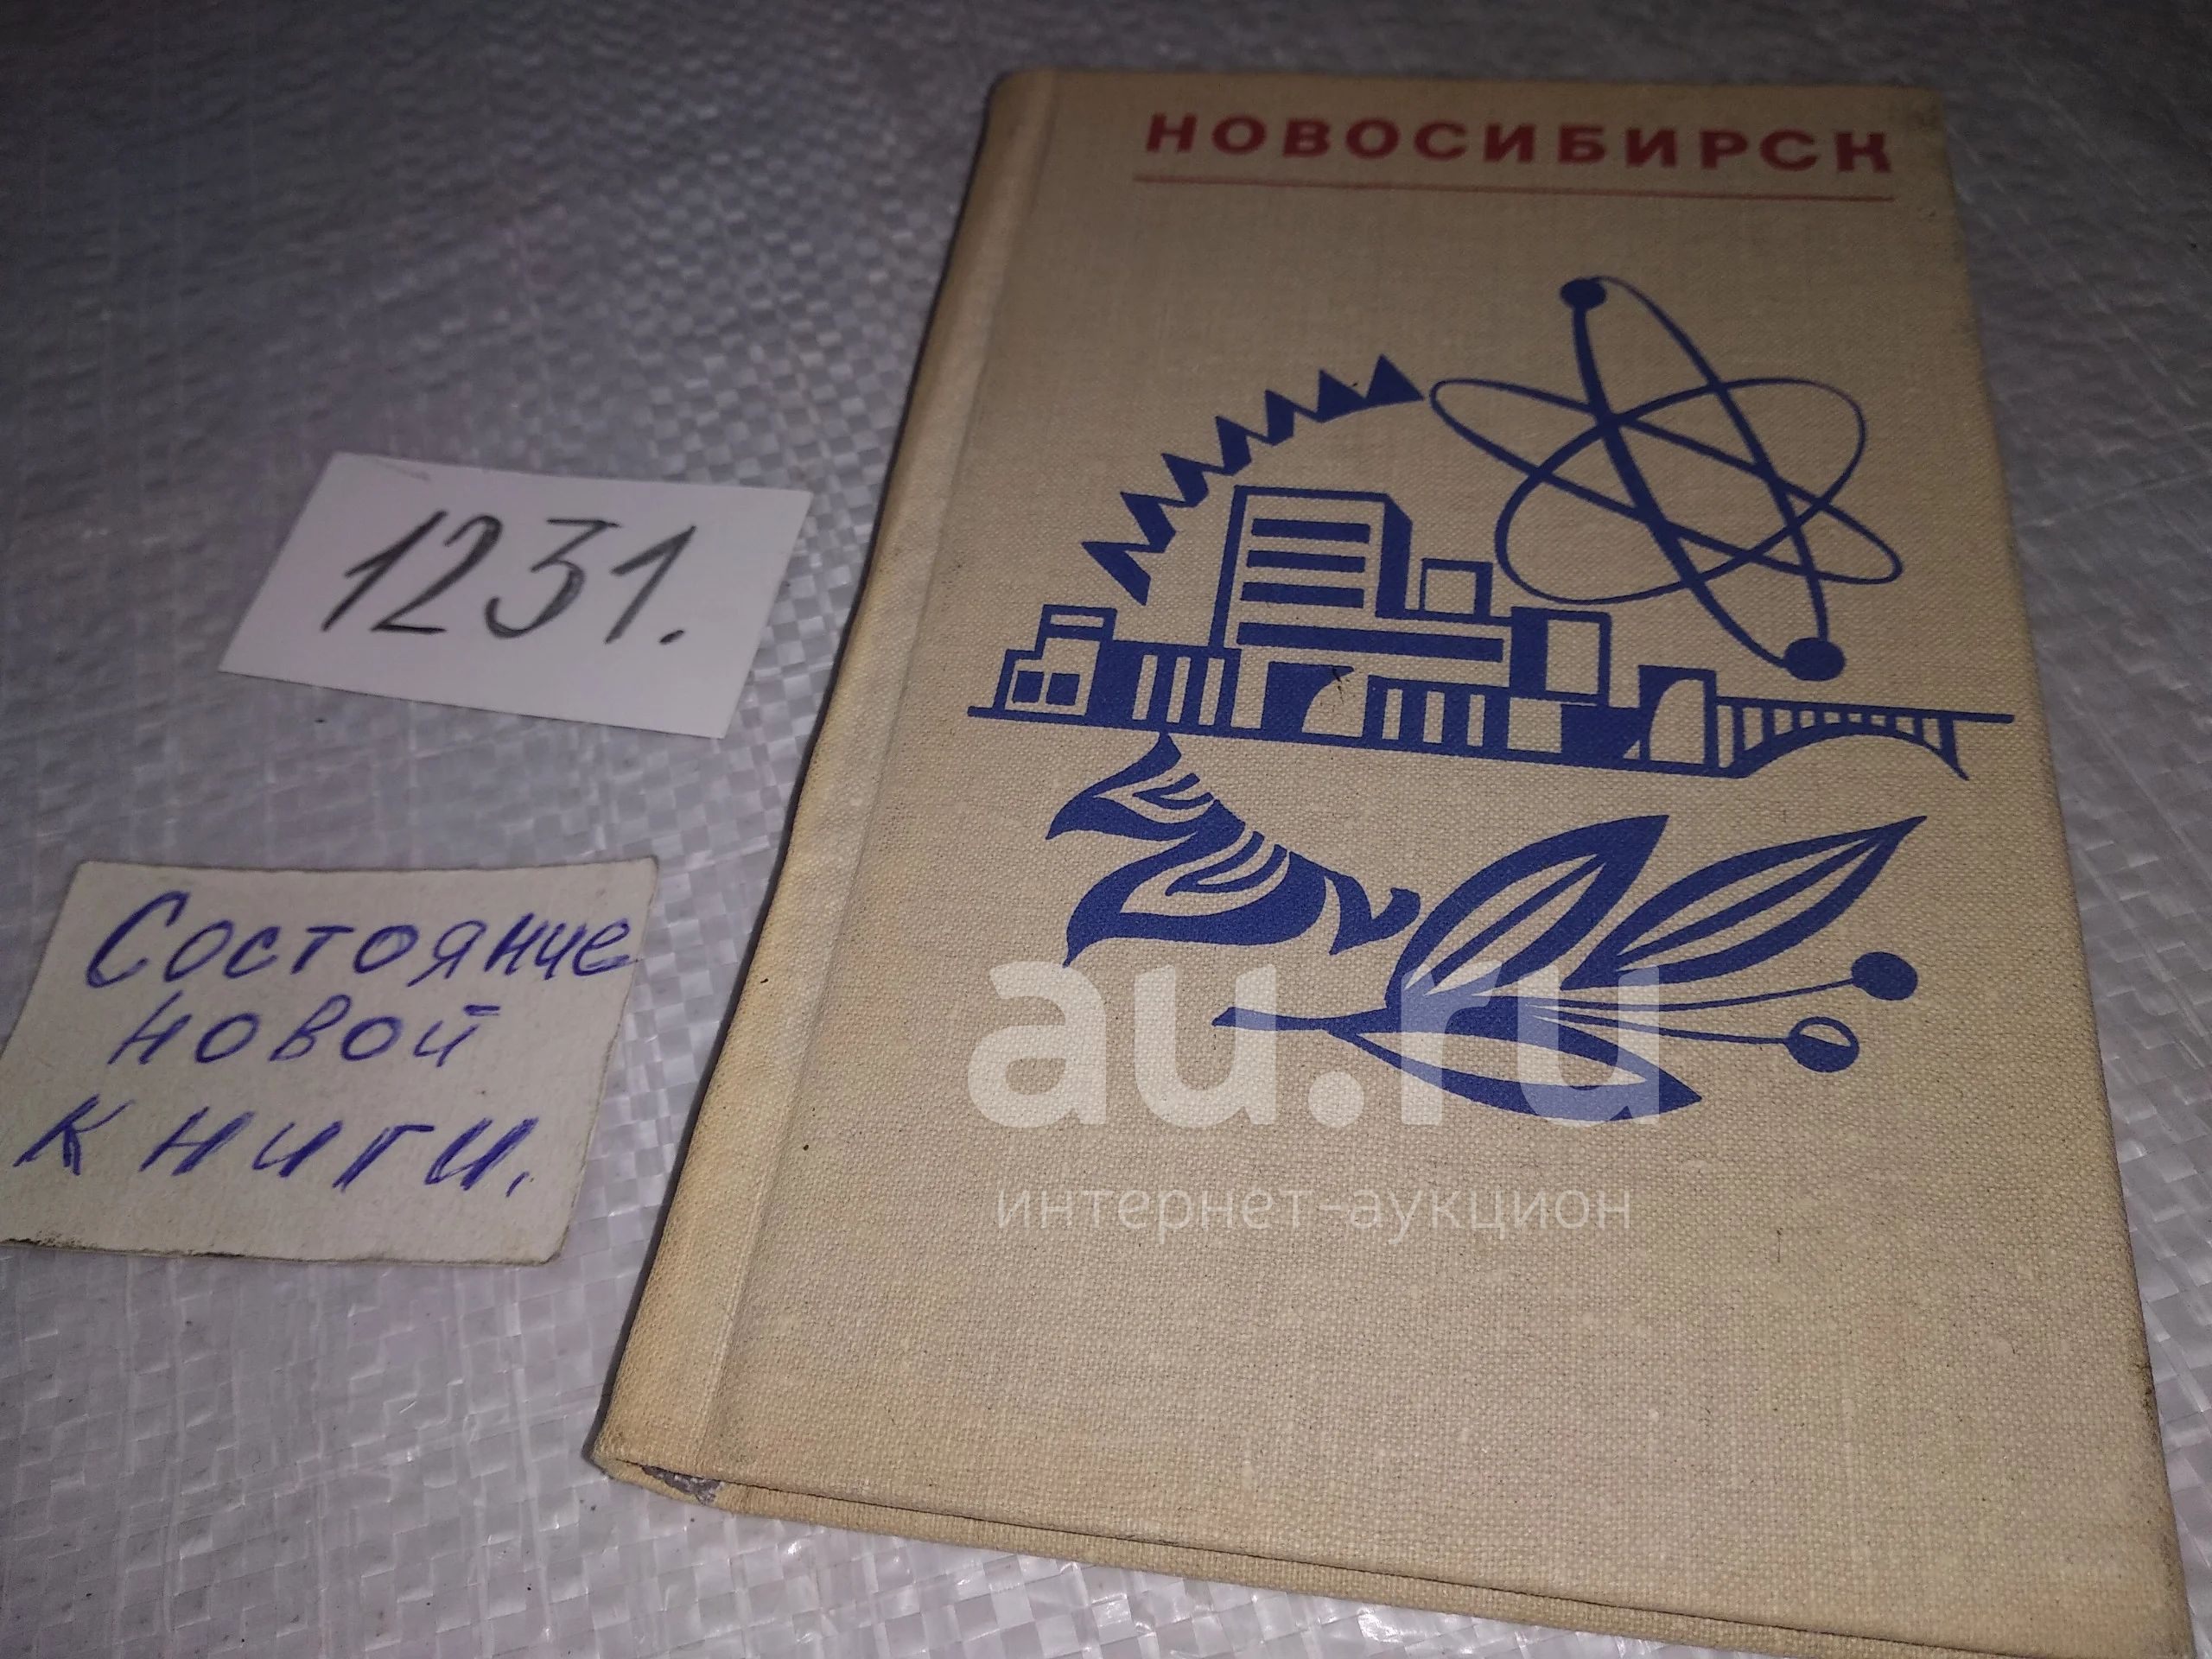 НОВОСИБИРСК
1231.
Состояние
новой
книги.
au.ru
интернет-аукцион